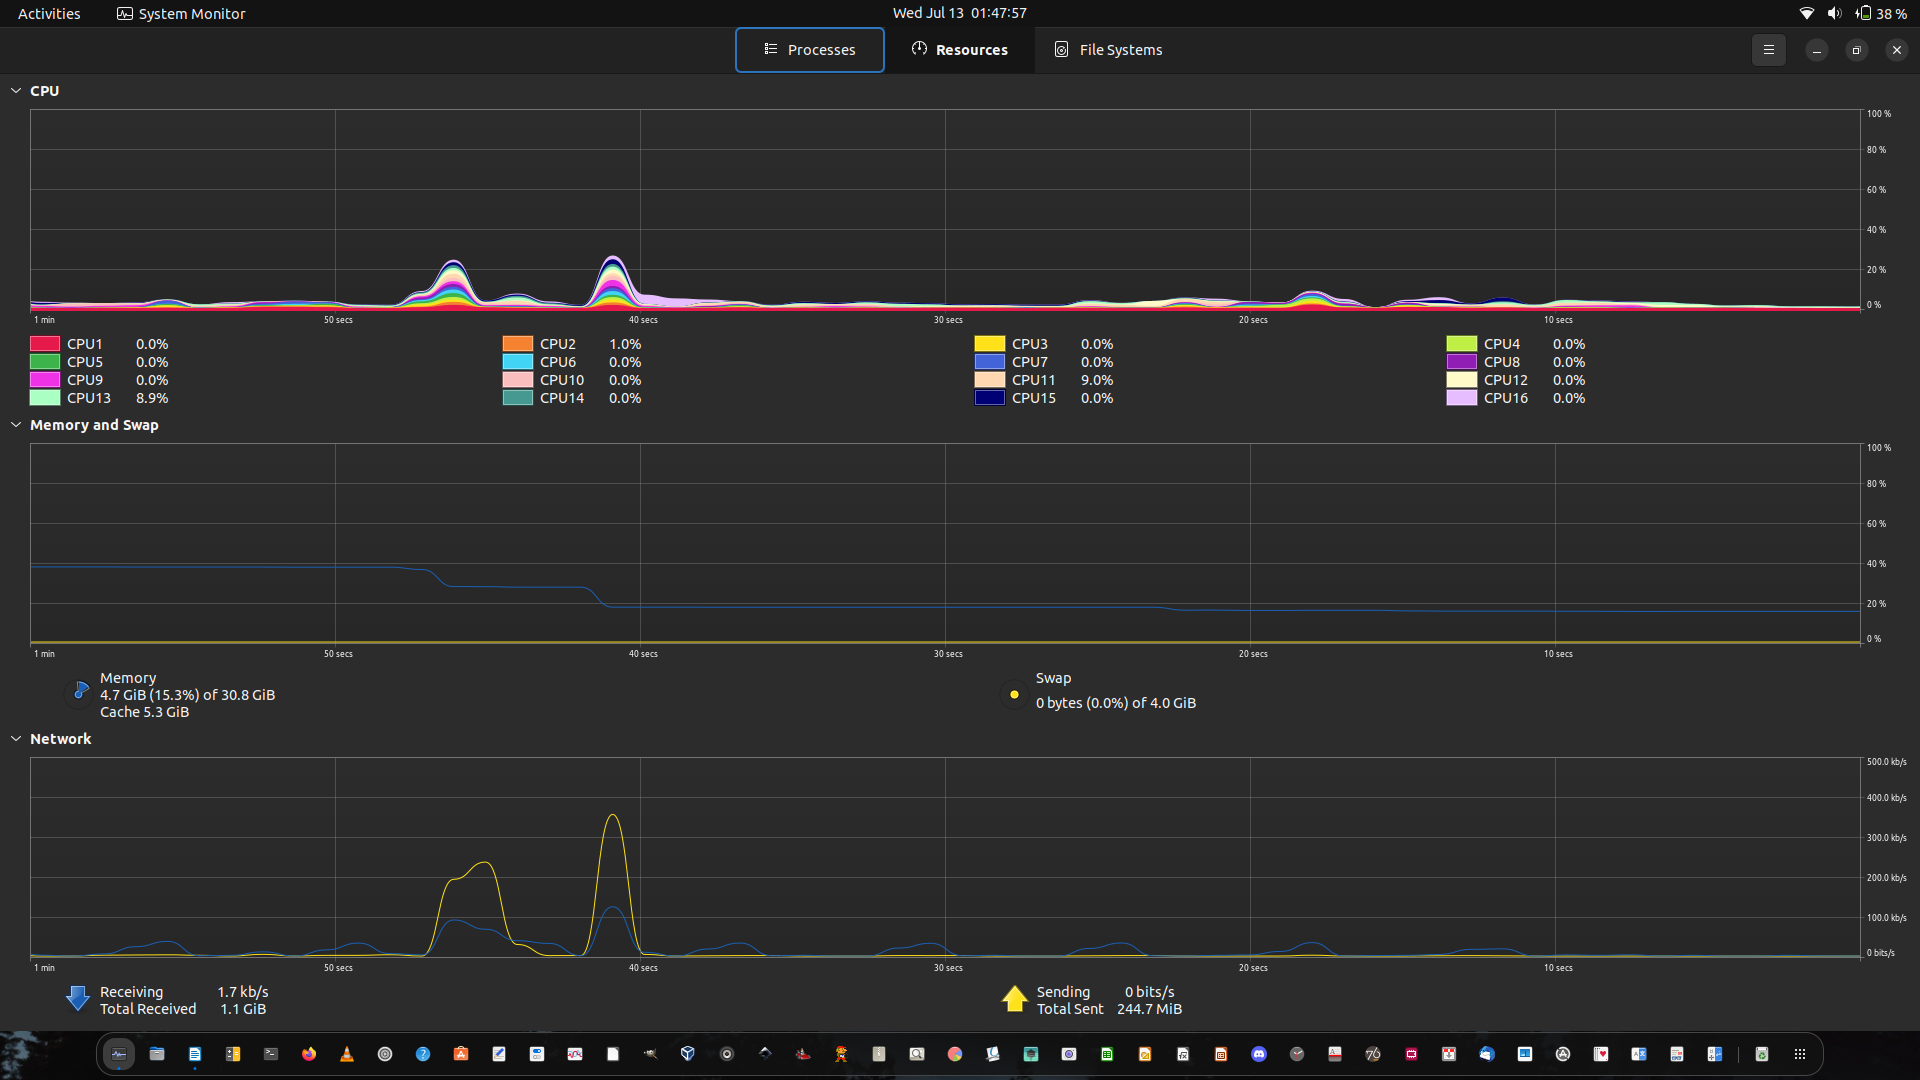 Activities System Monitor Wed Jul 13 01:47:57 38 %
Processes Resources File Systems
CPU
100 %
80 %
60 %
40 %
20 %
0 %
1 min 50 secs 40 secs 30 secs 20 secs 10 secs
CPU1 0.0% CPU2 1.0% CPU3 0.0% CPU4 0.0%
CPU5 0.0% CPU6 0.0% CPU7 0.0% CPU8 0.0%
CPU9 0.0% CPU10 0.0% CPU11 9.0% CPU12 0.0%
CPU13 8.9% CPU14 0.0% CPU15 0.0% CPU16 0.0%
Memory and Swap
100 %
80 %
60 %
40 %
20 %
0 %
1 min 50 secs 40 secs 30 secs 20 secs 10 secs
Memory
4.7 GiB (15.3%) of 30.8 GiB
Cache 5.3 GiB
Swap
0 bytes (0.0%) of 4.0 GiB
Network
500.0 kb/s
400.0 kb/s
300.0 kb/s
200.0 kb/s
100.0 kb/s
0 bits/s
1 min 50 secs 40 secs 30 secs 20 secs 10 secs
Receiving 1.7 kb/s
Total Received 1.1 GiB
Sending 0 bits/s
Total Sent 244.7 MiB
76